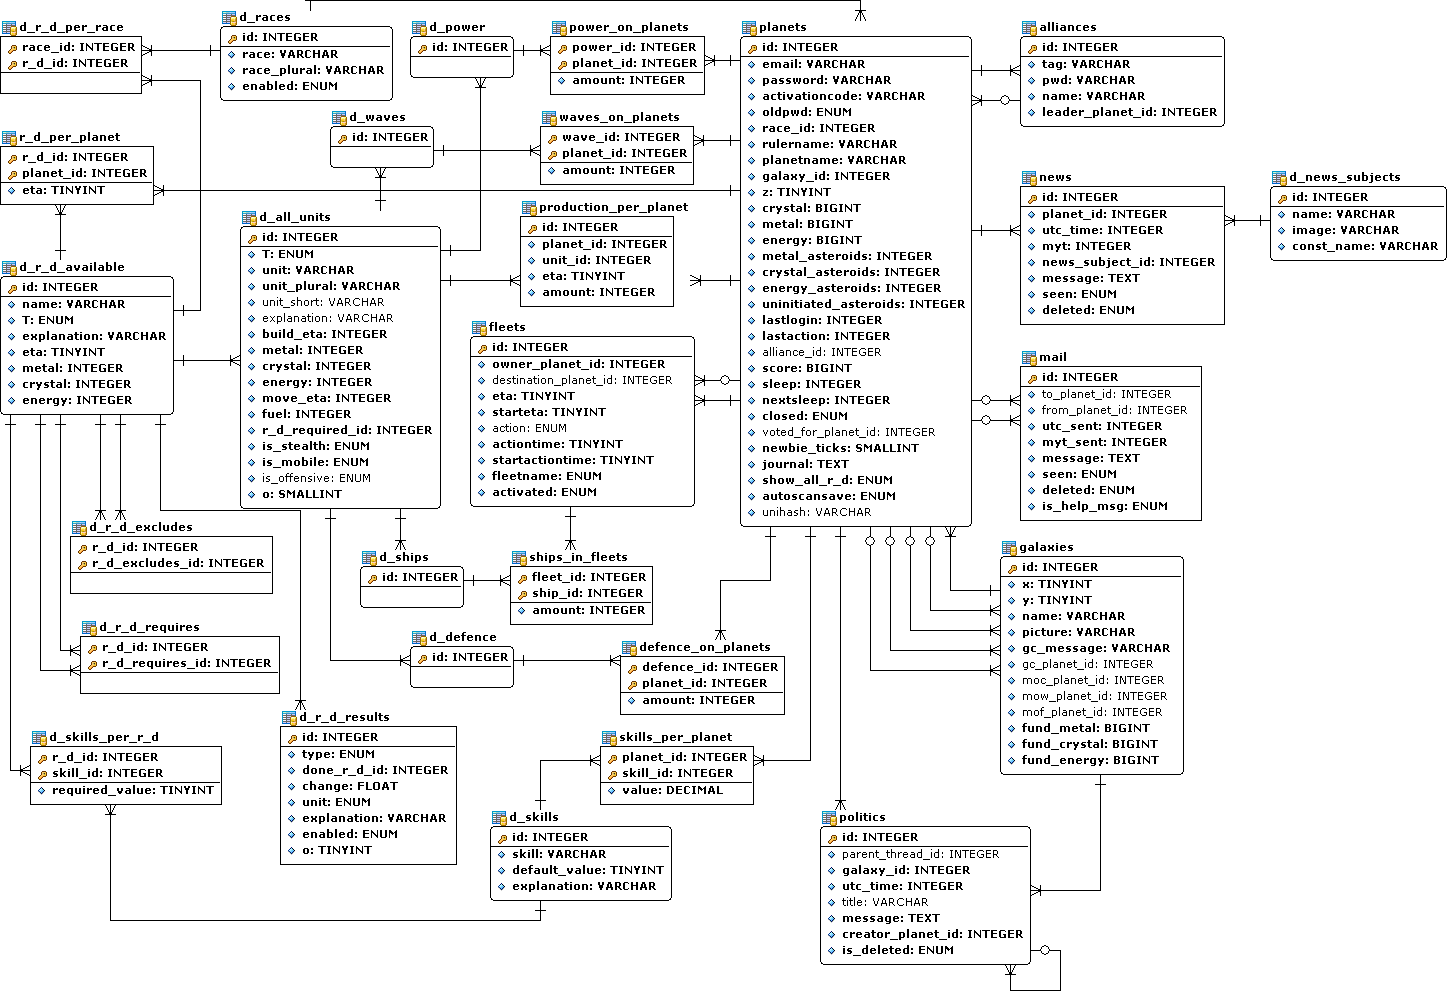 d_r_d_per_race
race_id: INTEGER
r_d_id: INTEGER
d_races
id: INTEGER
race: VARCHAR
race_plural: VARCHAR
enabled: ENUM
d_power
id: INTEGER
power_on_planets
power_id: INTEGER
planet_id: INTEGER
amount: INTEGER
planets
id: INTEGER
email: VARCHAR
password: VARCHAR
activationcode: VARCHAR
oldpwd: ENUM
race_id: INTEGER
rulername: VARCHAR
planetname: VARCHAR
galaxy_id: INTEGER
z: TINYINT
crystal: BIGINT
metal: BIGINT
energy: BIGINT
metal_asteroids: INTEGER
crystal_asteroids: INTEGER
energy_asteroids: INTEGER
uninitiated_asteroids: INTEGER
lastlogin: INTEGER
lastaction: INTEGER
alliance_id: INTEGER
score: BIGINT
sleep: INTEGER
nextsleep: INTEGER
closed: ENUM
voted_for_planet_id: INTEGER
newbie_ticks: SMALLINT
journal: TEXT
show_all_r_d: ENUM
autoscansave: ENUM
unihash: VARCHAR
alliances
id: INTEGER
tag: VARCHAR
pwd: VARCHAR
name: VARCHAR
leader_planet_id: INTEGER
d_waves
id: INTEGER
waves_on_planets
wave_id: INTEGER
planet_id: INTEGER
amount: INTEGER
r_d_per_planet
r_d_id: INTEGER
planet_id: INTEGER
eta: TINYINT
news
id: INTEGER
planet_id: INTEGER
utc_time: INTEGER
myt: INTEGER
news_subject_id: INTEGER
message: TEXT
seen: ENUM
deleted: ENUM
d_news_subjects
id: INTEGER
name: VARCHAR
image: VARCHAR
const_name: VARCHAR
d_all_units
id: INTEGER
T: ENUM
unit: VARCHAR
unit_plural: VARCHAR
unit_short: VARCHAR
explanation: VARCHAR
build_eta: INTEGER
metal: INTEGER
crystal: INTEGER
energy: INTEGER
move_eta: INTEGER
fuel: INTEGER
r_d_required_id: INTEGER
is_stealth: ENUM
is_mobile: ENUM
is_offensive: ENUM
o: SMALLINT
production_per_planet
id: INTEGER
planet_id: INTEGER
unit_id: INTEGER
eta: TINYINT
amount: INTEGER
d_r_d_available
id: INTEGER
name: VARCHAR
T: ENUM
explanation: VARCHAR
eta: TINYINT
metal: INTEGER
crystal: INTEGER
energy: INTEGER
fleets
id: INTEGER
owner_planet_id: INTEGER
destination_planet_id: INTEGER
eta: TINYINT
starteta: TINYINT
action: ENUM
actiontime: TINYINT
startactiontime: TINYINT
fleetname: ENUM
activated: ENUM
mail
id: INTEGER
to_planet_id: INTEGER
from_planet_id: INTEGER
utc_sent: INTEGER
myt_sent: INTEGER
message: TEXT
seen: ENUM
deleted: ENUM
is_help_msg: ENUM
d_r_d_excludes
r_d_id: INTEGER
r_d_excludes_id: INTEGER
d_ships
id: INTEGER
ships_in_fleets
fleet_id: INTEGER
ship_id: INTEGER
amount: INTEGER
galaxies
id: INTEGER
x: TINYINT
y: TINYINT
name: VARCHAR
picture: VARCHAR
gc_message: VARCHAR
gc_planet_id: INTEGER
moc_planet_id: INTEGER
mow_planet_id: INTEGER
mof_planet_id: INTEGER
fund_metal: BIGINT
fund_crystal: BIGINT
fund_energy: BIGINT
d_r_d_requires
r_d_id: INTEGER
r_d_requires_id: INTEGER
d_defence
id: INTEGER
defence_on_planets
defence_id: INTEGER
planet_id: INTEGER
amount: INTEGER
d_r_d_results
id: INTEGER
type: ENUM
done_r_d_id: INTEGER
change: FLOAT
unit: ENUM
explanation: VARCHAR
enabled: ENUM
o: TINYINT
d_skills_per_r_d
r_d_id: INTEGER
skill_id: INTEGER
required_value: TINYINT
skills_per_planet
planet_id: INTEGER
skill_id: INTEGER
value: DECIMAL
d_skills
id: INTEGER
skill: VARCHAR
default_value: TINYINT
explanation: VARCHAR
politics
id: INTEGER
parent_thread_id: INTEGER
galaxy_id: INTEGER
utc_time: INTEGER
title: VARCHAR
message: TEXT
creator_planet_id: INTEGER
is_deleted: ENUM